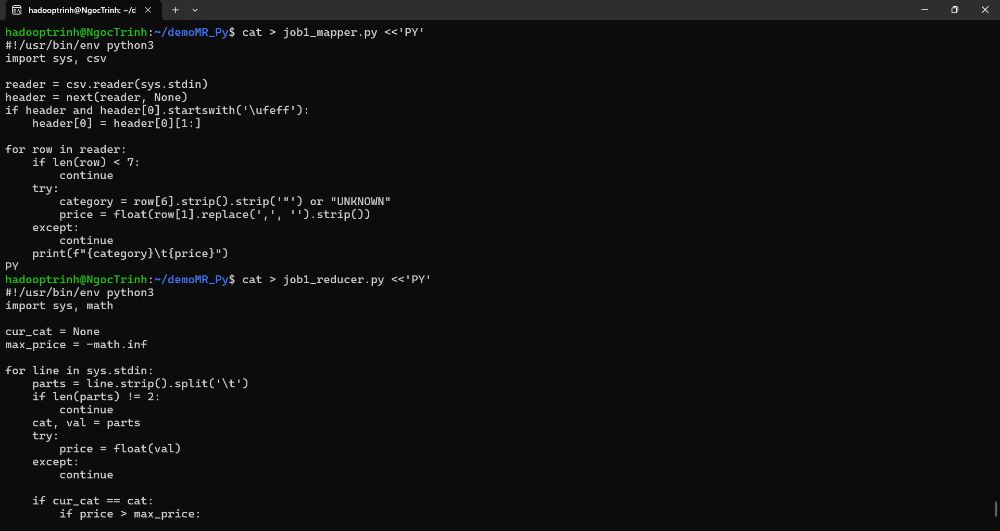 hadooptrinh@NgocTrinh: ~/d
hadooptrinh@NgocTrinh:~/demoMR_Py$ cat > job1_mapper.py <<'PY'
#!/usr/bin/env python3
import sys, csv

reader = csv.reader(sys.stdin)
header = next(reader, None)
if header and header[0].startswith('\ufeff'):
    header[0] = header[0][1:]

for row in reader:
    if len(row) < 7:
        continue
    try:
        category = row[6].strip().strip('"') or "UNKNOWN"
        price = float(row[1].replace(',', '').strip())
    except:
        continue
    print(f"{category}\t{price}")
PY
hadooptrinh@NgocTrinh:~/demoMR_Py$ cat > job1_reducer.py <<'PY'
#!/usr/bin/env python3
import sys, math

cur_cat = None
max_price = -math.inf

for line in sys.stdin:
    parts = line.strip().split('\t')
    if len(parts) != 2:
        continue
    cat, val = parts
    try:
        price = float(val)
    except:
        continue

    if cur_cat == cat:
        if price > max_price: